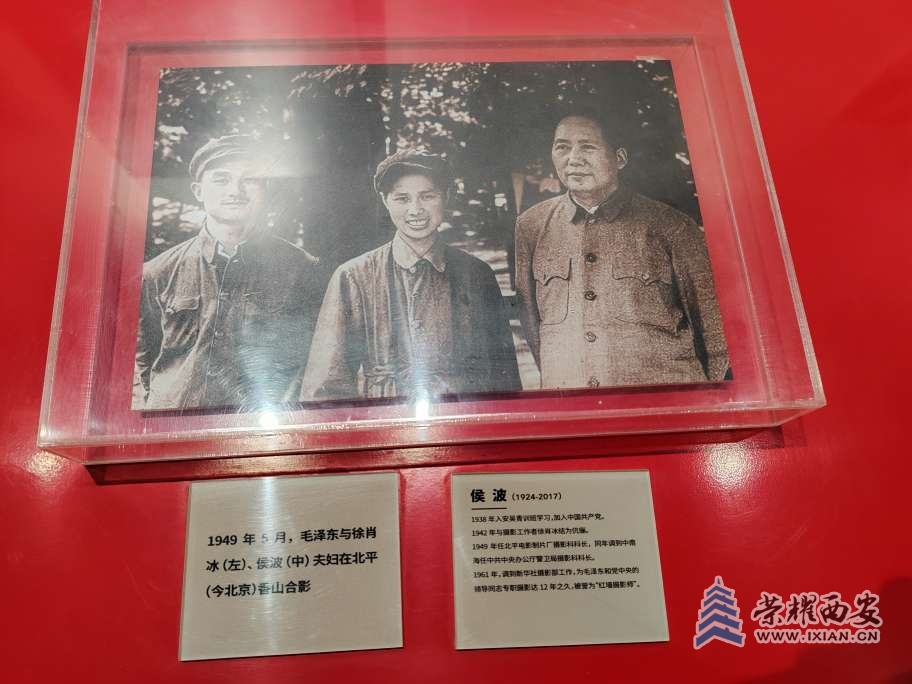 1949 年 5 月，毛泽东与徐肖
冰（左）、侯波（中）夫妇在北平
（今北京）香山合影
侯 波（1924-2017）
1938 年入安吴青训班学习，加入中国共产党。
1942 年与摄影工作者徐肖冰结为伉俪。
1949 年任北平电影制片厂摄影科科长，同年调到中南
海任中共中央办公厅警卫局摄影科科长。
1961 年，调到新华社摄影部工作，为毛泽东和党中央的
领导同志专职摄影达 12 年之久，被誉为“红墙摄影师”。
荣耀西安
WWW.IXIAN.CN